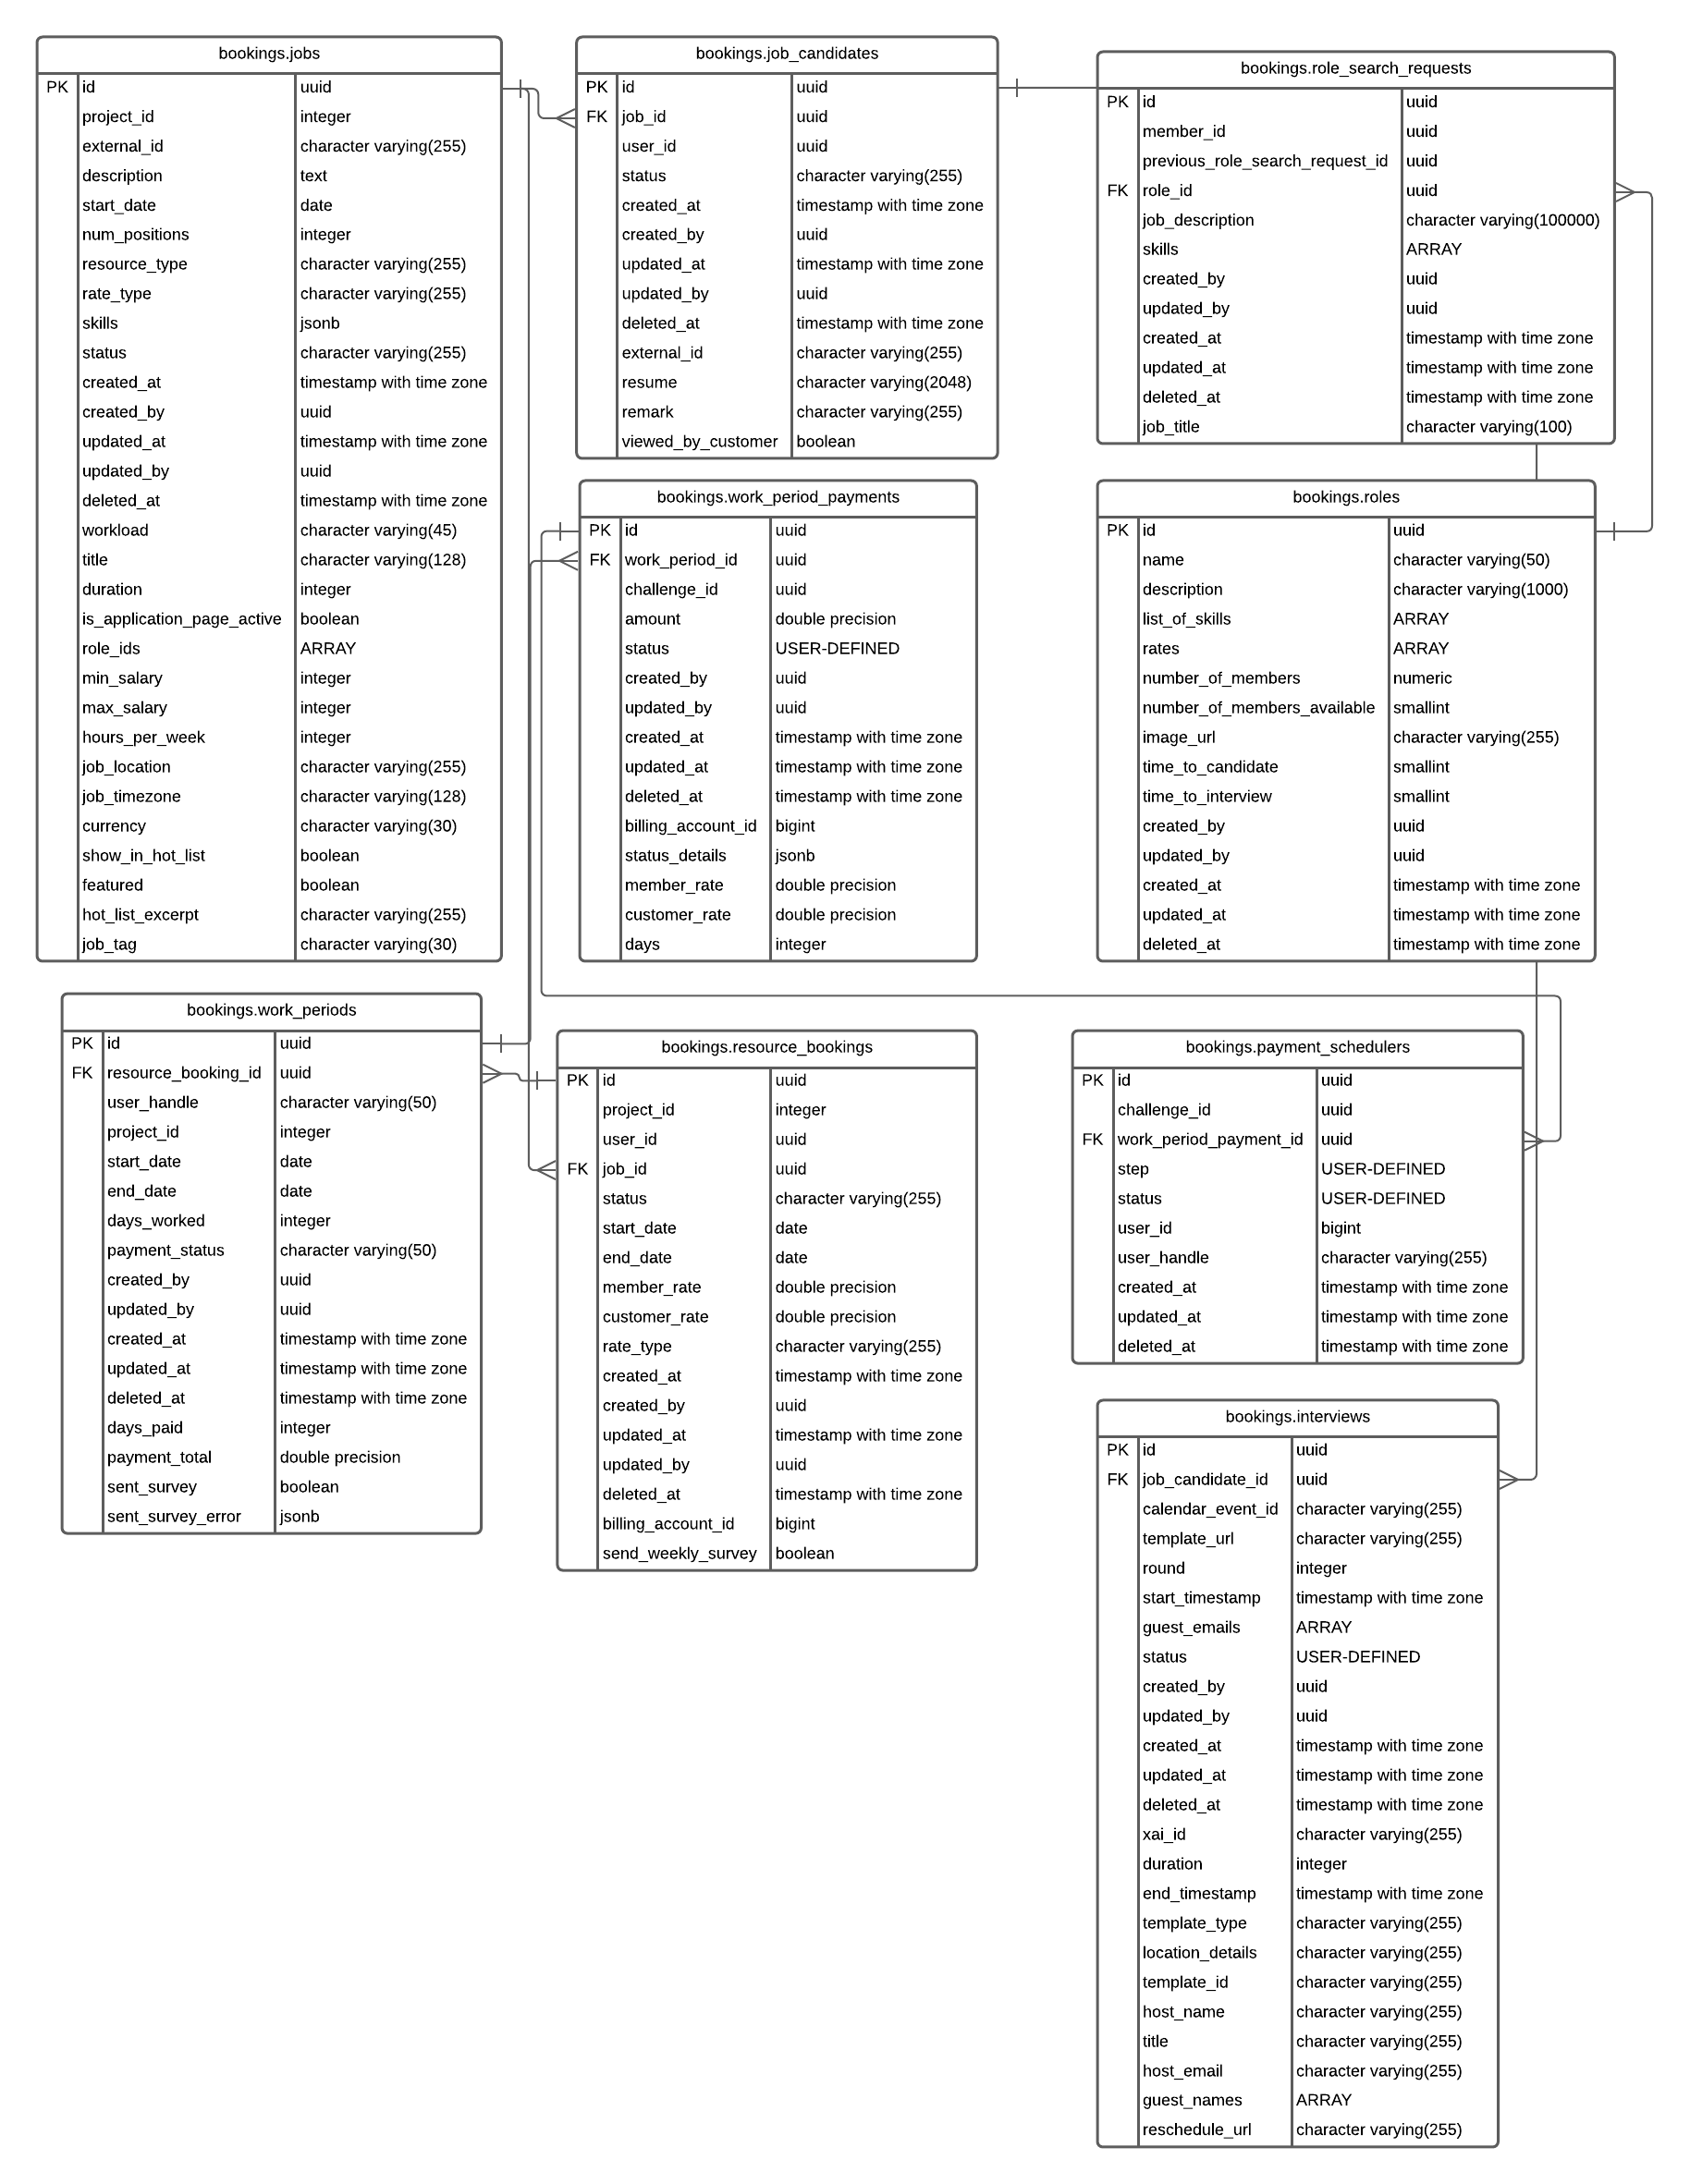 bookings.jobs
PK id uuid
project_id integer
external_id character varying(255)
description text
start_date date
num_positions integer
resource_type character varying(255)
rate_type character varying(255)
skills jsonb
status character varying(255)
created_at timestamp with time zone
created_by uuid
updated_at timestamp with time zone
updated_by uuid
deleted_at timestamp with time zone
workload character varying(45)
title character varying(128)
duration integer
is_application_page_active boolean
role_ids ARRAY
min_salary integer
max_salary integer
hours_per_week integer
job_location character varying(255)
job_timezone character varying(128)
currency character varying(30)
show_in_hot_list boolean
featured boolean
hot_list_excerpt character varying(255)
job_tag character varying(30)
bookings.job_candidates
PK id uuid
FK job_id uuid
user_id uuid
status character varying(255)
created_at timestamp with time zone
created_by uuid
updated_at timestamp with time zone
updated_by uuid
deleted_at timestamp with time zone
external_id character varying(255)
resume character varying(2048)
remark character varying(255)
viewed_by_customer boolean
bookings.role_search_requests
PK id uuid
member_id uuid
previous_role_search_request_id uuid
FK role_id uuid
job_description character varying(100000)
skills ARRAY
created_by uuid
updated_by uuid
created_at timestamp with time zone
updated_at timestamp with time zone
deleted_at timestamp with time zone
job_title character varying(100)
bookings.work_period_payments
PK id uuid
FK work_period_id uuid
challenge_id uuid
amount double precision
status USER-DEFINED
created_by uuid
updated_by uuid
created_at timestamp with time zone
updated_at timestamp with time zone
deleted_at timestamp with time zone
billing_account_id bigint
status_details jsonb
member_rate double precision
customer_rate double precision
days integer
bookings.roles
PK id uuid
name character varying(50)
description character varying(1000)
list_of_skills ARRAY
rates ARRAY
number_of_members numeric
number_of_members_available smallint
image_url character varying(255)
time_to_candidate smallint
time_to_interview smallint
created_by uuid
updated_by uuid
created_at timestamp with time zone
updated_at timestamp with time zone
deleted_at timestamp with time zone
bookings.work_periods
PK id uuid
FK resource_booking_id uuid
user_handle character varying(50)
project_id integer
start_date date
end_date date
days_worked integer
payment_status character varying(50)
created_by uuid
updated_by uuid
created_at timestamp with time zone
updated_at timestamp with time zone
deleted_at timestamp with time zone
days_paid integer
payment_total double precision
sent_survey boolean
sent_survey_error jsonb
bookings.resource_bookings
PK id uuid
project_id integer
user_id uuid
FK job_id uuid
status character varying(255)
start_date date
end_date date
member_rate double precision
customer_rate double precision
rate_type character varying(255)
created_at timestamp with time zone
created_by uuid
updated_at timestamp with time zone
updated_by uuid
deleted_at timestamp with time zone
billing_account_id bigint
send_weekly_survey boolean
bookings.payment_schedulers
PK id uuid
challenge_id uuid
FK work_period_payment_id uuid
step USER-DEFINED
status USER-DEFINED
user_id bigint
user_handle character varying(255)
created_at timestamp with time zone
updated_at timestamp with time zone
deleted_at timestamp with time zone
bookings.interviews
PK id uuid
FK job_candidate_id uuid
calendar_event_id character varying(255)
template_url character varying(255)
round integer
start_timestamp timestamp with time zone
guest_emails ARRAY
status USER-DEFINED
created_by uuid
updated_by uuid
created_at timestamp with time zone
updated_at timestamp with time zone
deleted_at timestamp with time zone
xai_id character varying(255)
duration integer
end_timestamp timestamp with time zone
template_type character varying(255)
location_details character varying(255)
template_id character varying(255)
host_name character varying(255)
title character varying(255)
host_email character varying(255)
guest_names ARRAY
reschedule_url character varying(255)